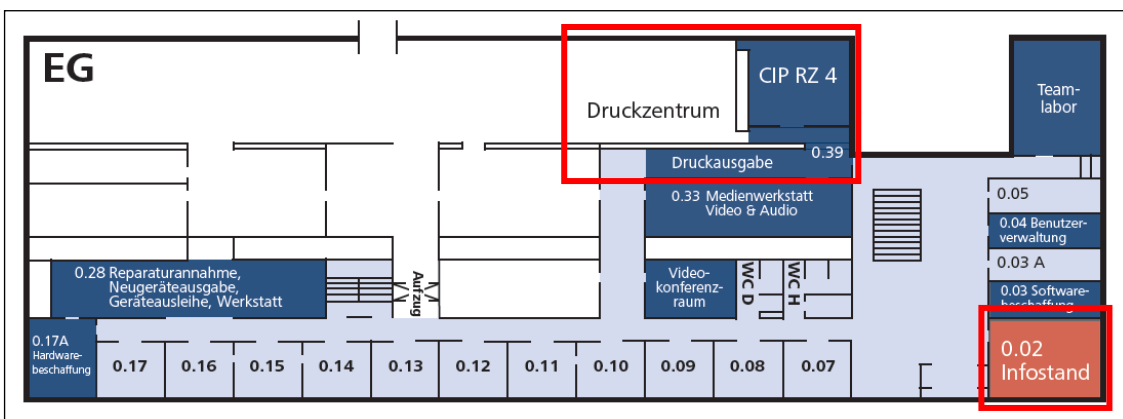 EG
CIP RZ 4
Druckzentrum
Druckausgabe
0.39
0.33 Medienwerkstatt
Video & Audio
Team-
labor
0.05
0.04 Benutzer-
verwaltung
0.03 A
0.03 Software-
beschaffung
0.02
Infostand
0.28 Reparaturannahme,
Neugeräteausgabe,
Geräteausleihe, Werkstatt
Aufzug
Video-
konferenz-
raum
WC D
WC H
0.17A
Hardware-
beschaffung
0.17
0.16
0.15
0.14
0.13
0.12
0.11
0.10
0.09
0.08
0.07